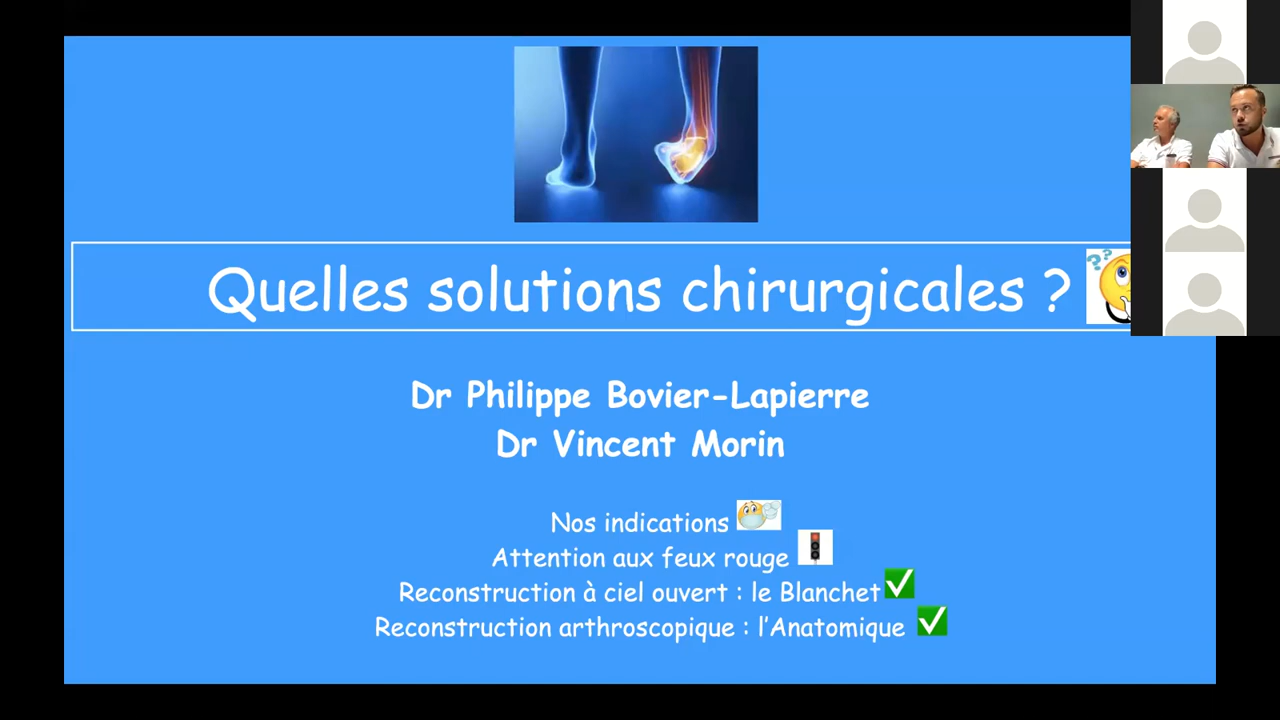 Quelles solutions chirurgicales ?
Dr Philippe Bovier-Lapierre
Dr Vincent Morin
Nos indications
Attention aux feux rouge
Reconstruction à ciel ouvert : le Blanchet
Reconstruction arthroscopique : l'Anatomique